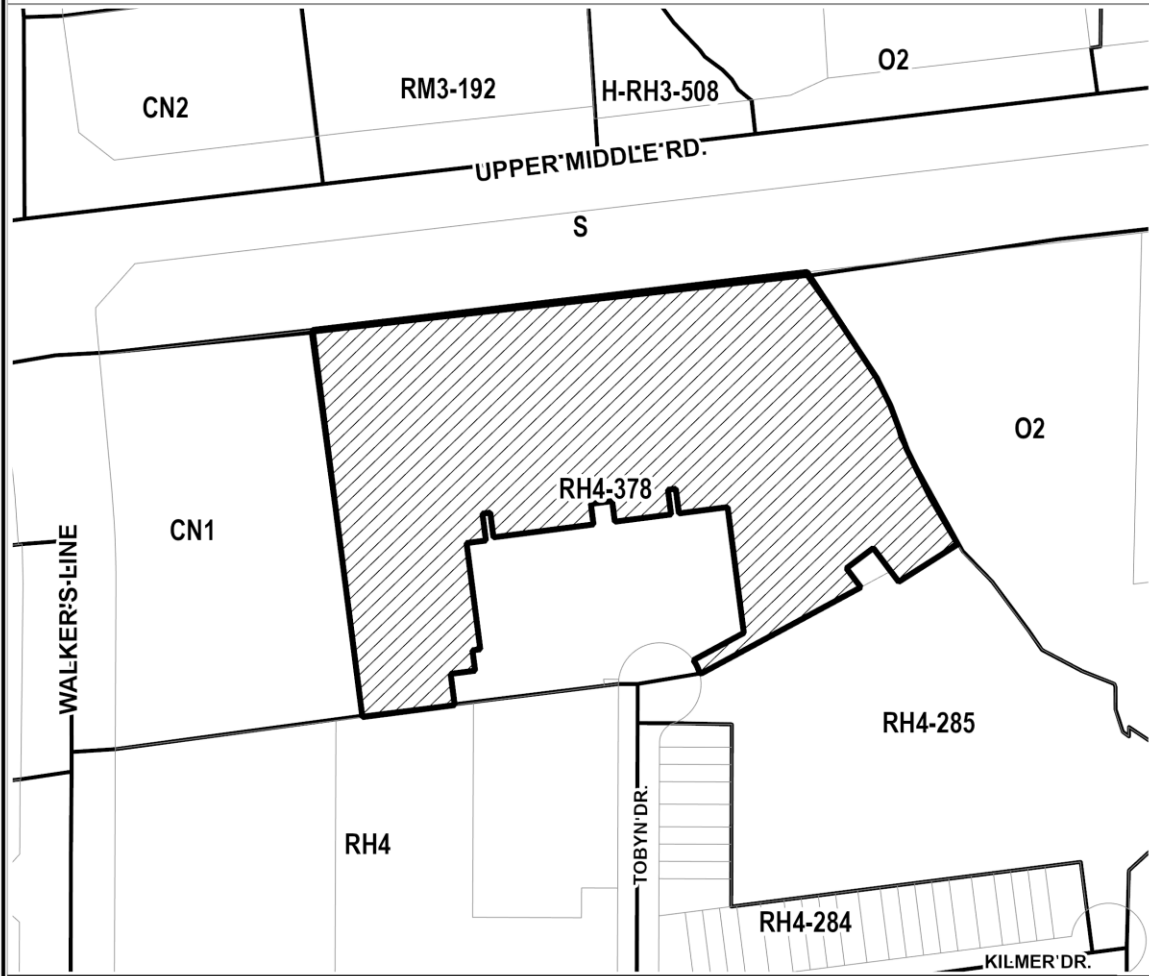 O2
RM3-192
H-RH3-508
CN2
UPPER MIDDLE RD.
S
O2
RH4-378
CN1
WALKER'S LINE
RH4-285
TOBYN DR.
RH4
RH4-284
KILMER DR.